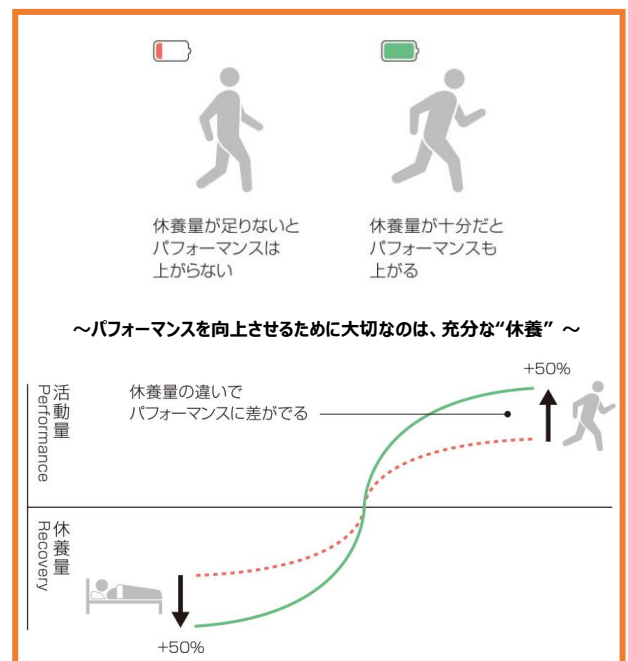 休養量が足りないと
パフォーマンスは
上がらない
休養量が十分だと
パフォーマンスも
上がる
～パフォーマンスを向上させるために大切なのは、充分な“休養” ～
+50%
活動量
Performance
休養量の違いで
パフォーマンスに差がでる
休養量
Recovery
+50%